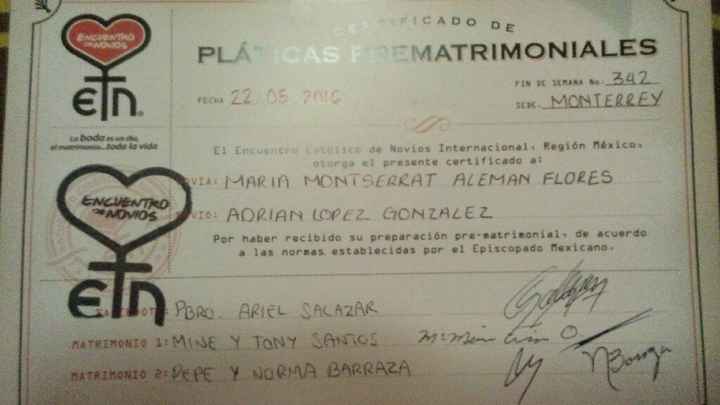 CERTIFICADO DE
PLÁTICAS PREMATRIMONIALES
ENCUENTRO
DE NOVIOS
ETN®
La boda es un día,
el matrimonio...toda la vida
FIN DE SEMANA No. 342
FECHA 22 05 2016
SEDE. MONTERREY
El Encuentro Católico de Novios Internacional, Región México,
otorga el presente certificado a:
NOVIA: MARIA MONTSERRAT ALEMAN FLORES
NOVIO: ADRIAN LOPEZ GONZALEZ
Por haber recibido su preparación pre-matrimonial, de acuerdo
a las normas establecidas por el Episcopado Mexicano.
ENCUENTRO
DE NOVIOS
ETN
SACERDOTE: PBRO. ARIEL SALAZAR
MATRIMONIO 1: MINE Y TONY SANTOS
MATRIMONIO 2: PEPE Y NORMA BARRAZA